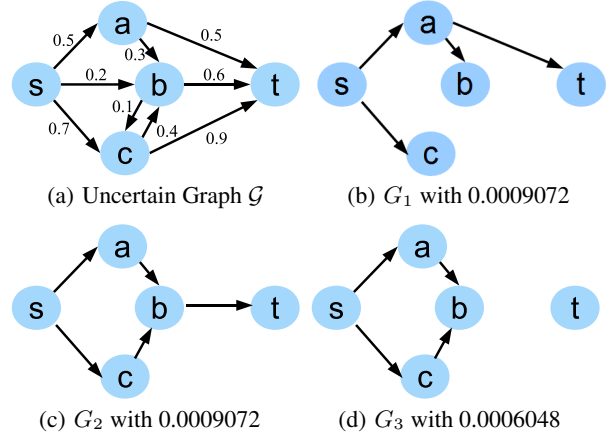 a
0.5
0.5
0.3
s
0.2
b
0.6
t
0.1
0.7
0.4
0.9
c
(a) Uncertain Graph 𝒢
a
s
b
t
c
(b) G₁ with 0.0009072
a
s
b
t
c
(c) G₂ with 0.0009072
a
s
b
t
c
(d) G₃ with 0.0006048